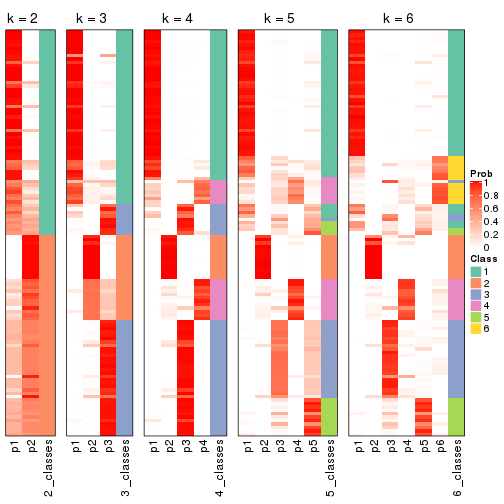 k = 2
k = 3
k = 4
k = 5
k = 6
p1
p2
2_classes
p1
p2
p3
3_classes
p1
p2
p3
p4
4_classes
p1
p2
p3
p4
p5
5_classes
p1
p2
p3
p4
p5
p6
6_classes
Prob
1
0.8
0.6
0.4
0.2
0
Class
1
2
3
4
5
6